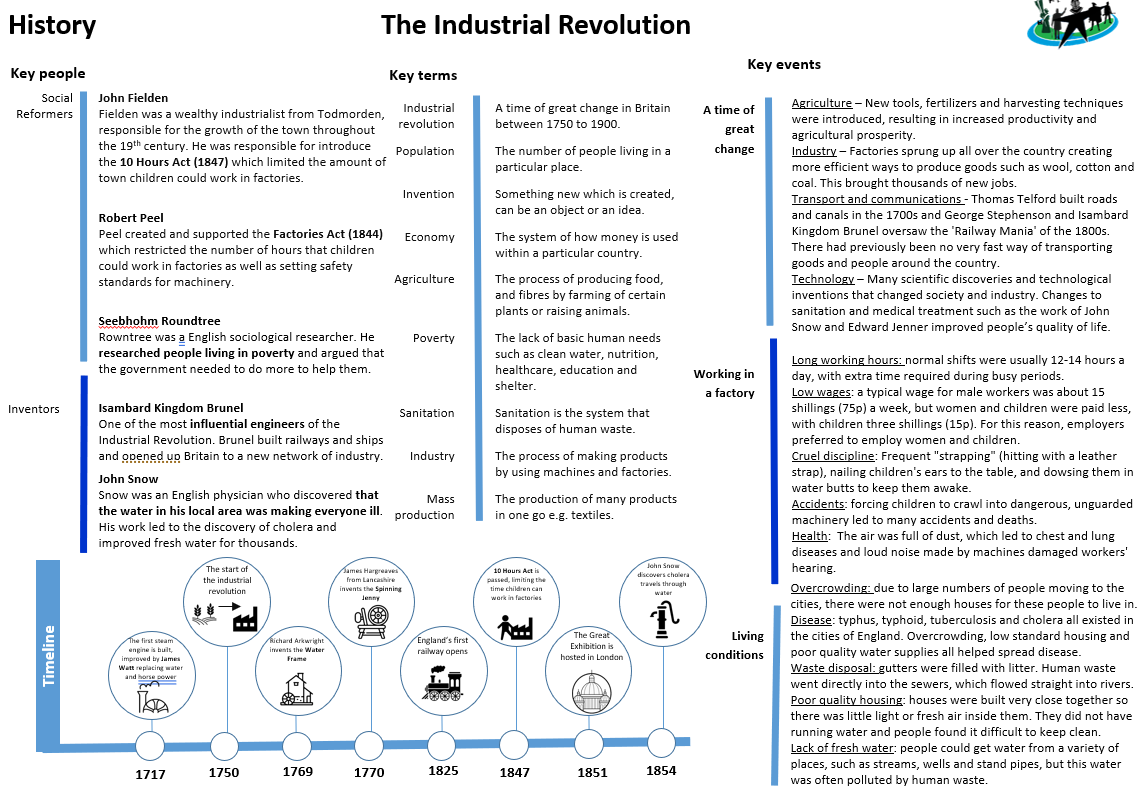 History
The Industrial Revolution
Key people
Social
Reformers
John Fielden
Fielden was a wealthy industrialist from Todmorden,
responsible for the growth of the town throughout
the 19th century. He was responsible for introduce
the 10 Hours Act (1847) which limited the amount of
town children could work in factories.
Robert Peel
Peel created and supported the Factories Act (1844)
which restricted the number of hours that children
could work in factories as well as setting safety
standards for machinery.
Seebhohm Roundtree
Rowntree was a English sociological researcher. He
researched people living in poverty and argued that
the government needed to do more to help them.
Inventors
Isambard Kingdom Brunel
One of the most influential engineers of the
Industrial Revolution. Brunel built railways and ships
and opened up Britain to a new network of industry.
John Snow
Snow was an English physician who discovered that
the water in his local area was making everyone ill.
His work led to the discovery of cholera and
improved fresh water for thousands.
Key terms
Industrial
revolution
A time of great change in Britain
between 1750 to 1900.
Population
The number of people living in a
particular place.
Invention
Something new which is created,
can be an object or an idea.
Economy
The system of how money is used
within a particular country.
Agriculture
The process of producing food,
and fibres by farming of certain
plants or raising animals.
Poverty
The lack of basic human needs
such as clean water, nutrition,
healthcare, education and
shelter.
Sanitation
Sanitation is the system that
disposes of human waste.
Industry
The process of making products
by using machines and factories.
Mass
production
The production of many products
in one go e.g. textiles.
Key events
A time of
great
change
Agriculture – New tools, fertilizers and harvesting techniques
were introduced, resulting in increased productivity and
agricultural prosperity.
Industry – Factories sprung up all over the country creating
more efficient ways to produce goods such as wool, cotton and
coal. This brought thousands of new jobs.
Transport and communications - Thomas Telford built roads
and canals in the 1700s and George Stephenson and Isambard
Kingdom Brunel oversaw the 'Railway Mania' of the 1800s.
There had previously been no very fast way of transporting
goods and people around the country.
Technology – Many scientific discoveries and technological
inventions that changed society and industry. Changes to
sanitation and medical treatment such as the work of John
Snow and Edward Jenner improved people’s quality of life.
Working in
a factory
Long working hours: normal shifts were usually 12-14 hours a
day, with extra time required during busy periods.
Low wages: a typical wage for male workers was about 15
shillings (75p) a week, but women and children were paid less,
with children three shillings (15p). For this reason, employers
preferred to employ women and children.
Cruel discipline: Frequent "strapping" (hitting with a leather
strap), nailing children's ears to the table, and dowsing them in
water butts to keep them awake.
Accidents: forcing children to crawl into dangerous, unguarded
machinery led to many accidents and deaths.
Health: The air was full of dust, which led to chest and lung
diseases and loud noise made by machines damaged workers'
hearing.
Living
conditions
Overcrowding: due to large numbers of people moving to the
cities, there were not enough houses for these people to live in.
Disease: typhus, typhoid, tuberculosis and cholera all existed in
the cities of England. Overcrowding, low standard housing and
poor quality water supplies all helped spread disease.
Waste disposal: gutters were filled with litter. Human waste
went directly into the sewers, which flowed straight into rivers.
Poor quality housing: houses were built very close together so
there was little light or fresh air inside them. They did not have
running water and people found it difficult to keep clean.
Lack of fresh water: people could get water from a variety of
places, such as streams, wells and stand pipes, but this water
was often polluted by human waste.
Timeline
The first steam
engine is built,
improved by James
Watt replacing water
and horse power
1717
The start of
the industrial
revolution
1750
Richard Arkwright
invents the Water
Frame
1769
James Hargreaves
from Lancashire
invents the Spinning
Jenny
1770
England’s first
railway opens
1825
10 Hours Act is
passed, limiting the
time children can
work in factories
1847
The Great
Exhibition is
hosted in London
1851
John Snow
discovers cholera
travels through
water
1854